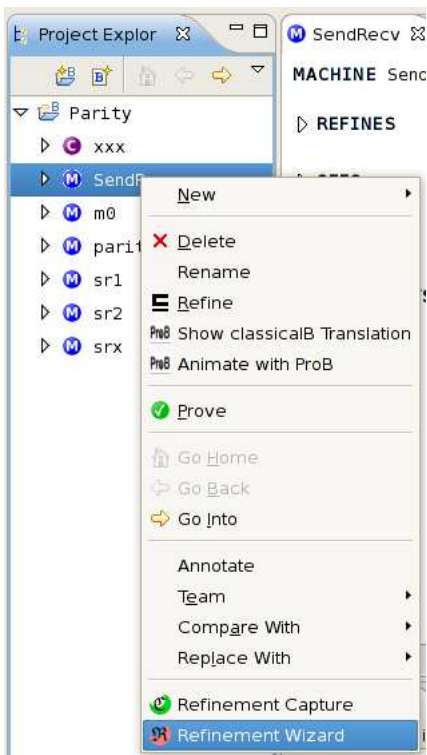 Project Explor
SendRecv
MACHINE
REFINES
Parity
xxx
m0
sr1
sr2
srx
New
Delete
Rename
Refine
ProB Show classicalB Translation
ProB Animate with ProB
Prove
Go Home
Go Back
Go Into
Annotate
Team
Compare With
Replace With
Refinement Capture
Refinement Wizard